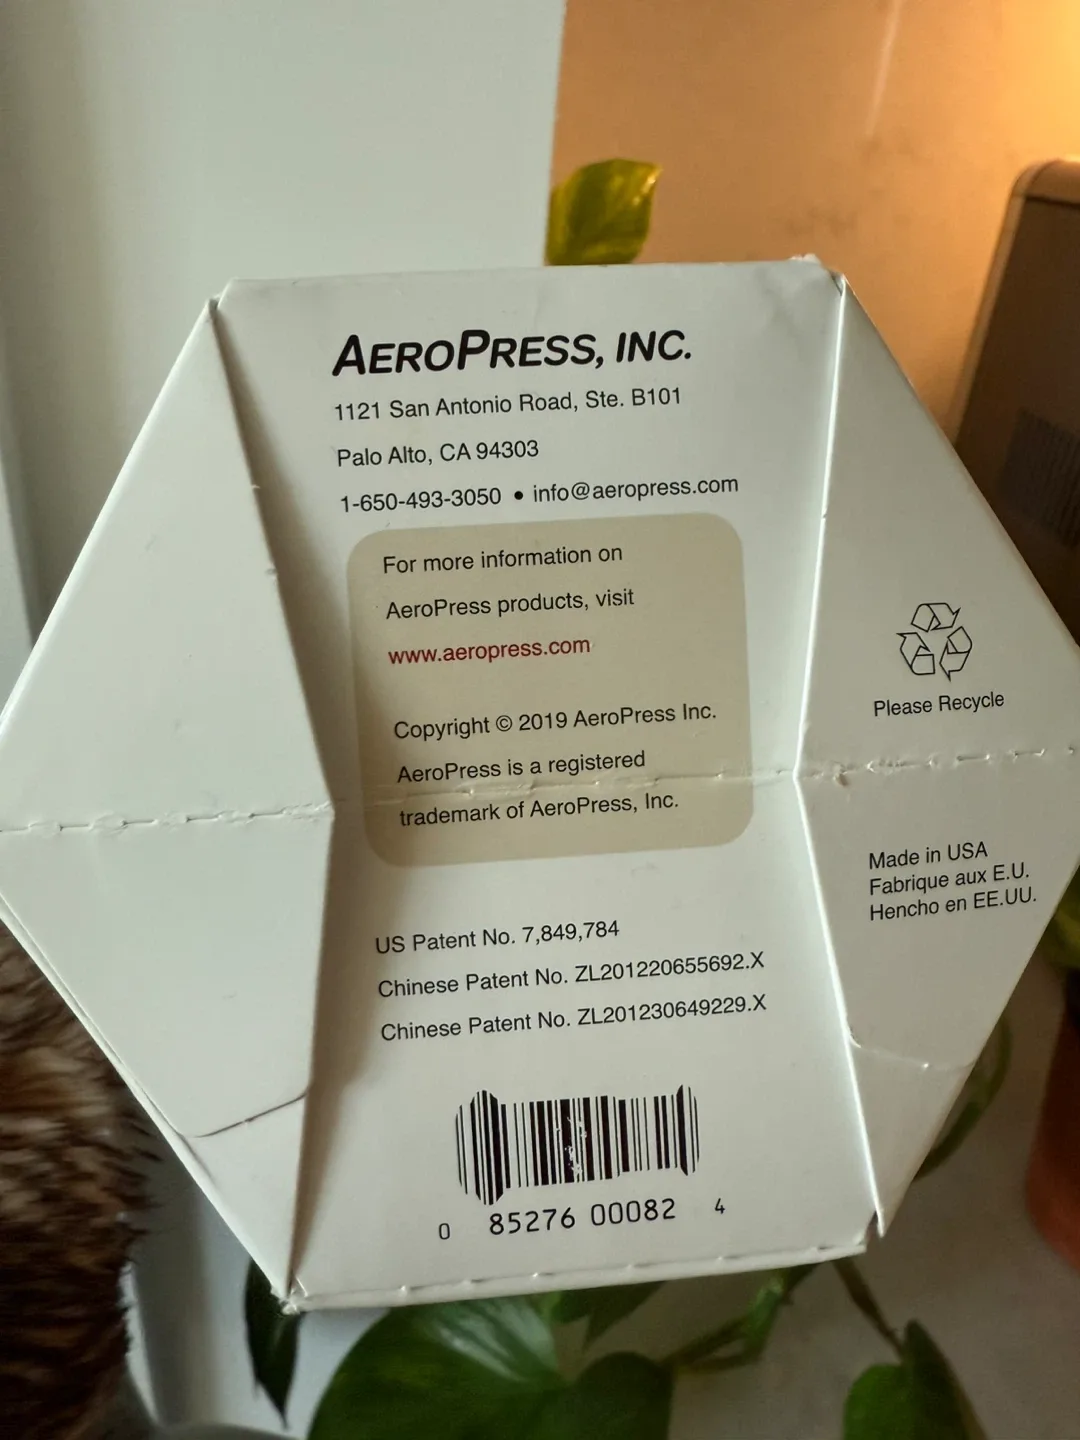 AEROPRESS, INC.
1121 San Antonio Road, Ste. B101
Palo Alto, CA 94303
1-650-493-3050 • info@aeropress.com
For more information on
AeroPress products, visit
www.aeropress.com
Copyright © 2019 AeroPress Inc.
AeroPress is a registered
trademark of AeroPress, Inc.
US Patent No. 7,849,784
Chinese Patent No. ZL201220655692.X
Chinese Patent No. ZL201230649229.X
0 85276 00082 4
Please Recycle
Made in USA
Fabrique aux E.U.
Hencho en EE.UU.